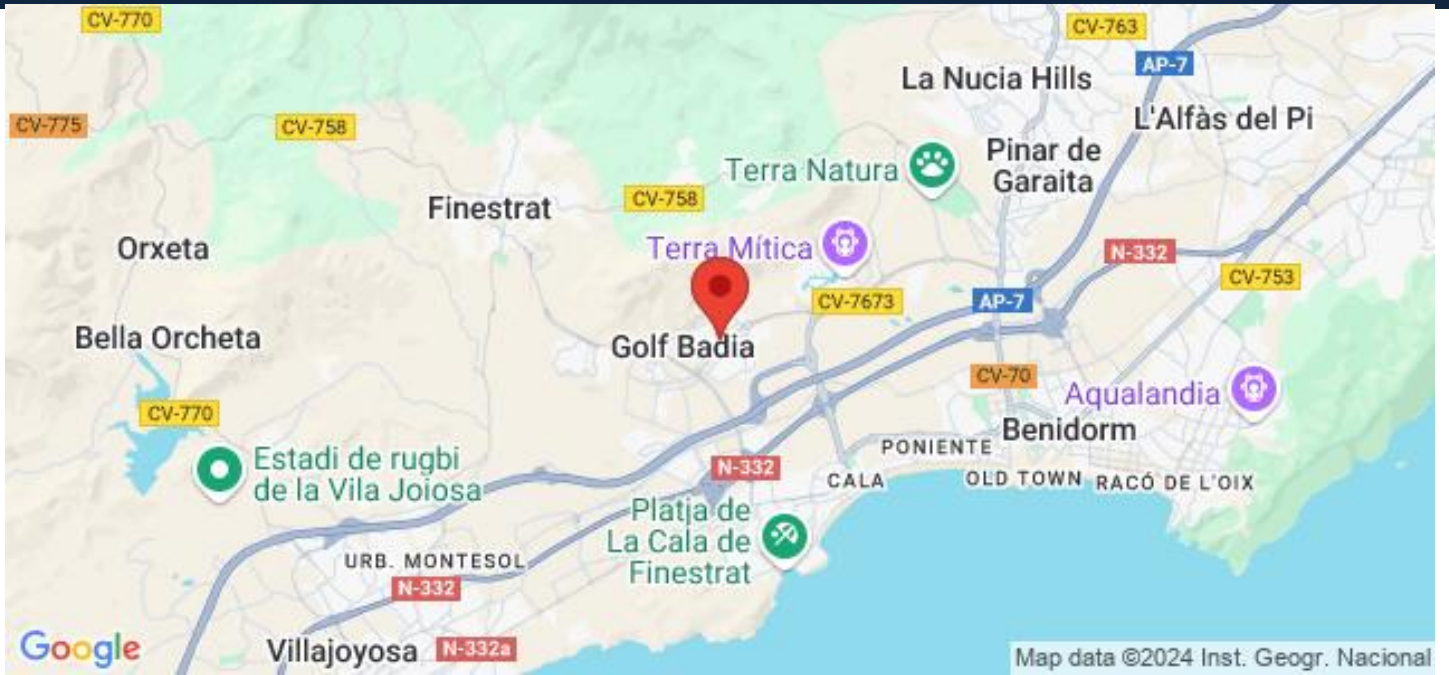 CV-770
CV-763
AP-7
La Nucia Hills
L'Alfàs del Pi
CV-775
CV-758
Terra Natura
Pinar de
Garaita
CV-758
Finestrat
Orxeta
Terra Mítica
N-332
CV-753
CV-7673
AP-7
Bella Orcheta
Golf Badia
CV-70
Aqualandia
CV-770
Benidorm
PONIENTE
Estadi de rugbi
de la Vila Joiosa
N-332
CALA
OLD TOWN
RACÓ DE L'OIX
Platja de
La Cala de
Finestrat
URB. MONTESOL
N-332
Google
Villajoyosa
N-332a
Map data ©2024 Inst. Geogr. Nacional